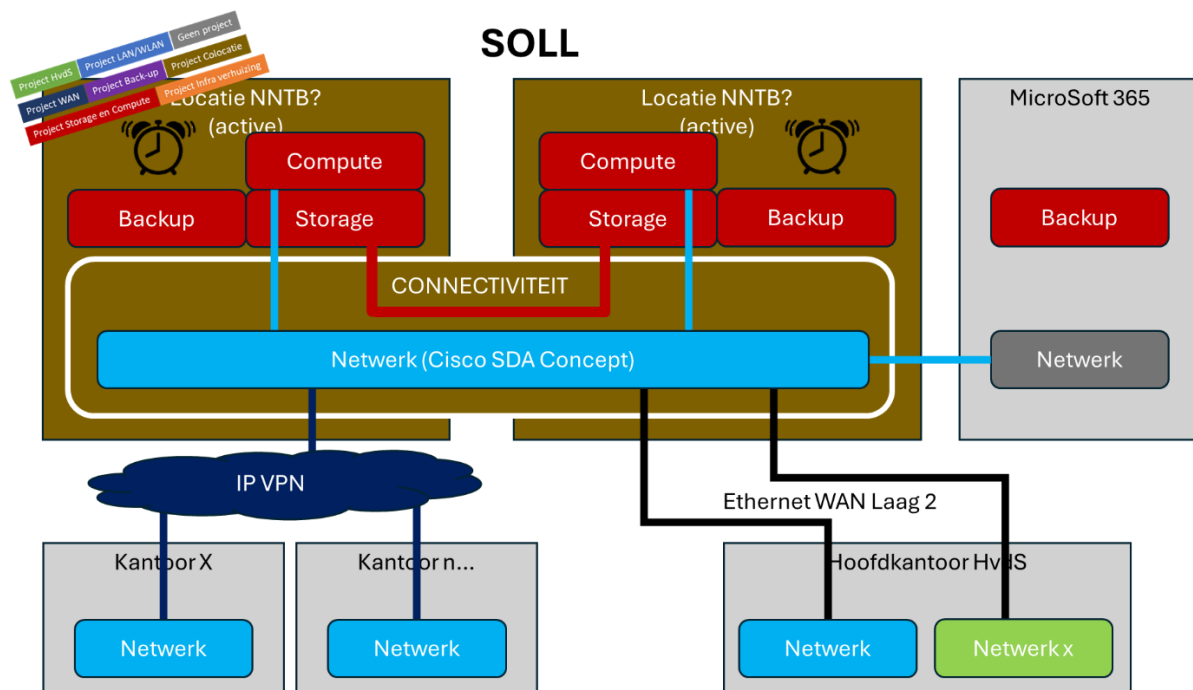 SOLL
Project HvdS
Project LAN/WLAN
Geen project
Project WAN
Project Back-up
Project Colocatie
Project Storage en Compute
Project Infra verhuizing
Locatie NNTB?
(active)
Compute
Backup
Storage
Locatie NNTB?
(active)
Compute
Storage
Backup
MicroSoft 365
Backup
Netwerk
CONNECTIVITEIT
Netwerk (Cisco SDA Concept)
IP VPN
Ethernet WAN Laag 2
Kantoor X
Netwerk
Kantoor n...
Netwerk
Hoofdkantoor HvdS
Netwerk
Netwerk x